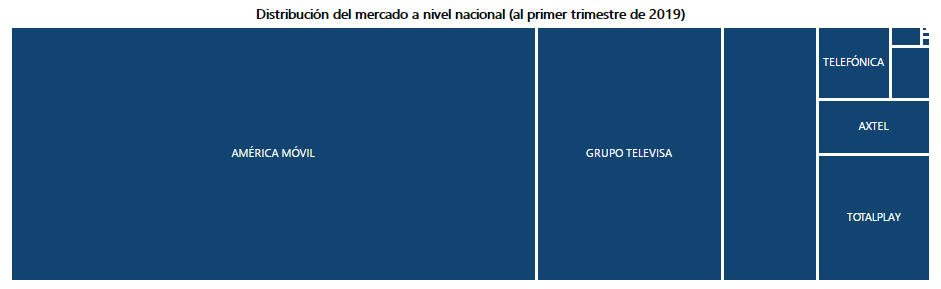 Distribución del mercado a nivel nacional (al primer trimestre de 2019)
AMÉRICA MÓVIL
GRUPO TELEVISA
TELEFÓNICA
AXTEL
TOTALPLAY